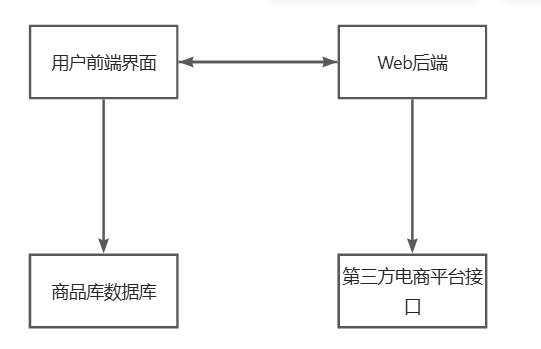 用户前端界面
Web后端
商品库数据库
第三方电商平台接
口